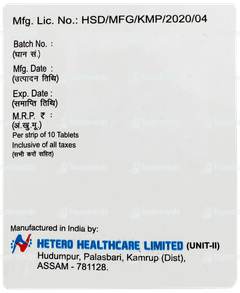 Mfg. Lic. No.: HSD/MFG/KMP/2020/04
Batch No. :
(घान सं.)
Mfg. Date :
(उत्पादन तिथि)
Exp. Date :
(समाप्ति तिथि)
M.R.P. ₹ :
(अं.खु.मू.)
Per strip of 10 Tablets
Inclusive of all taxes
(सभी करों सहित)
Manufactured in India by:
HETERO HEALTHCARE LIMITED (UNIT-II)
Hudumpur, Palasbari, Kamrup (Dist),
ASSAM - 781128.